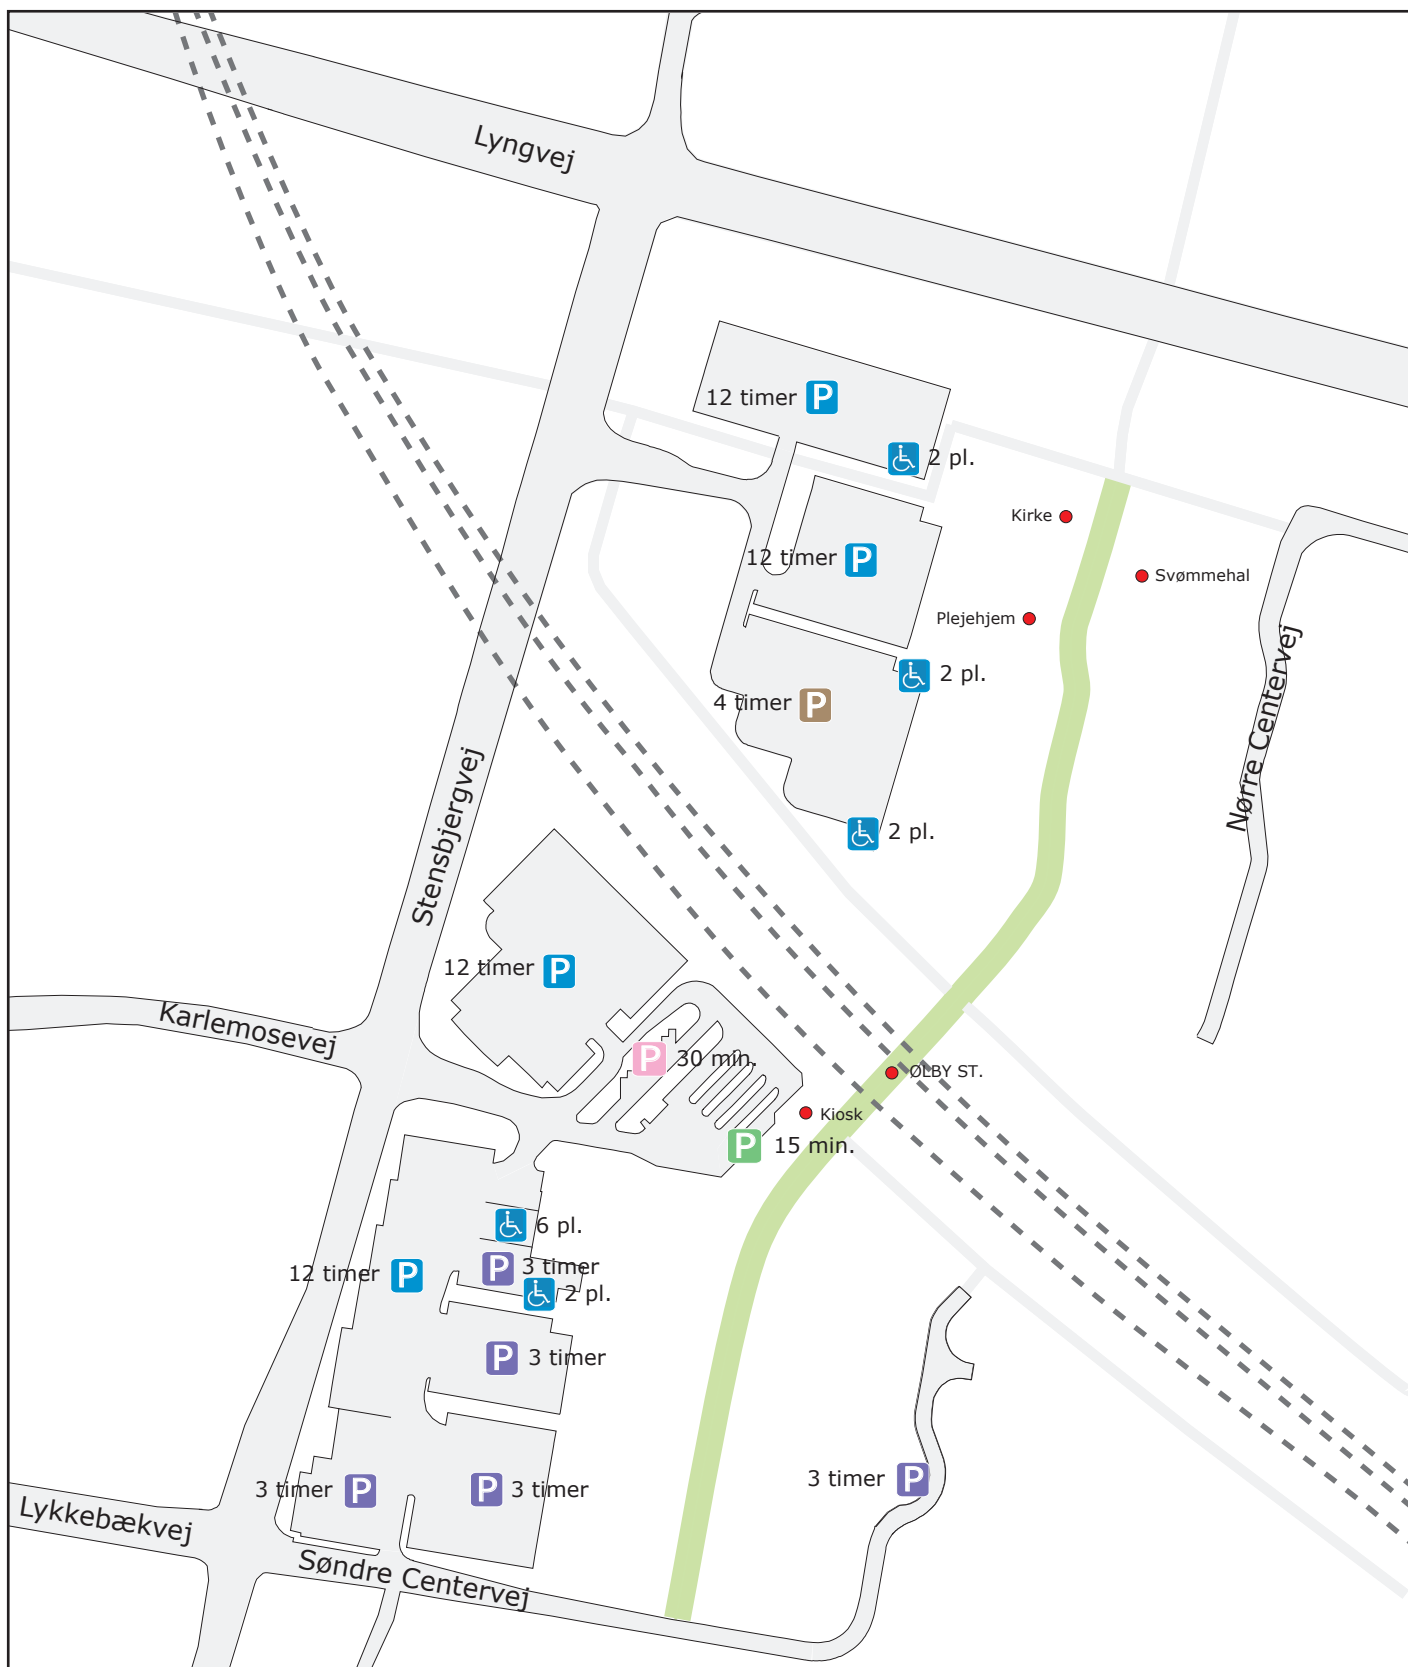 Lyngvej
12 timer P
2 pl.
Kirke
12 timer P
Svømmehal
Plejehjem
2 pl.
4 timer P
Nørre Centervej
2 pl.
Stensbjergvej
12 timer P
Karlemosevej
P 30 min.
ØLBY ST.
Kiosk
P 15 min.
6 pl.
P 3 timer
12 timer P
2 pl.
P 3 timer
3 timer P
3 timer P
P 3 timer
Lykkebækvej
Søndre Centervej